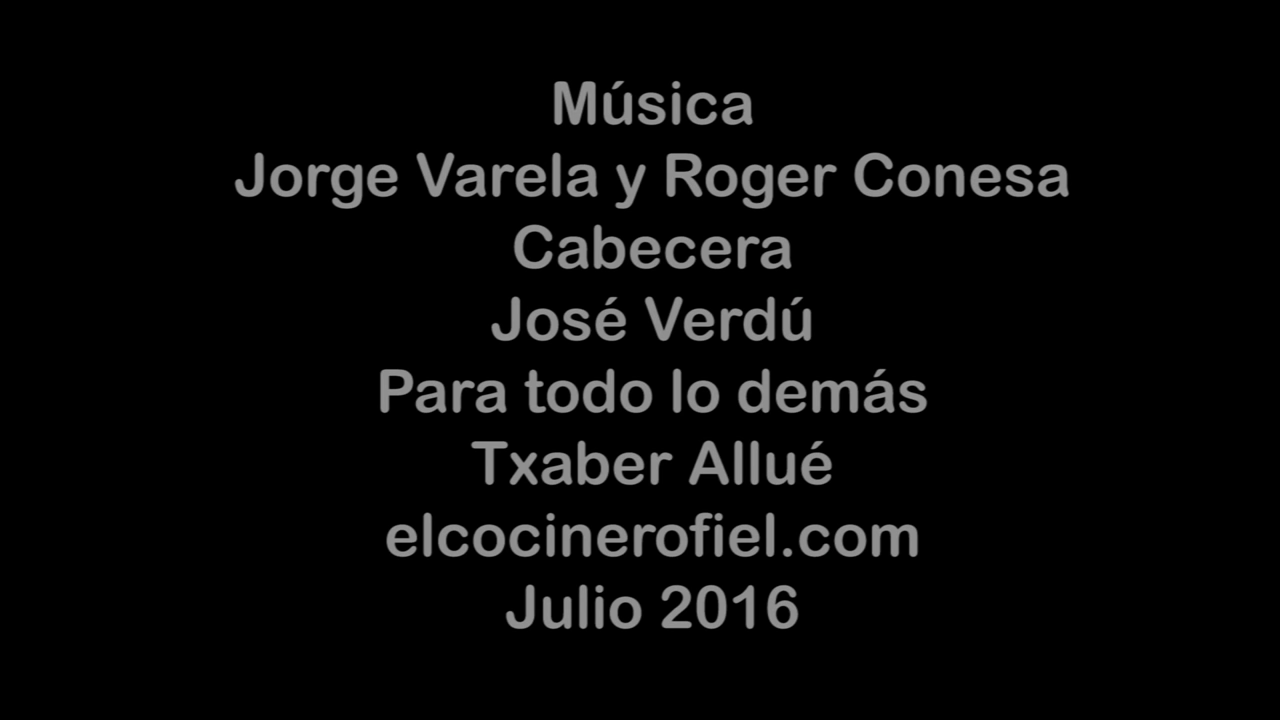 Música
Jorge Varela y Roger Conesa
Cabecera
José Verdú
Para todo lo demás
Txaber Allué
elcocinerofiel.com
Julio 2016